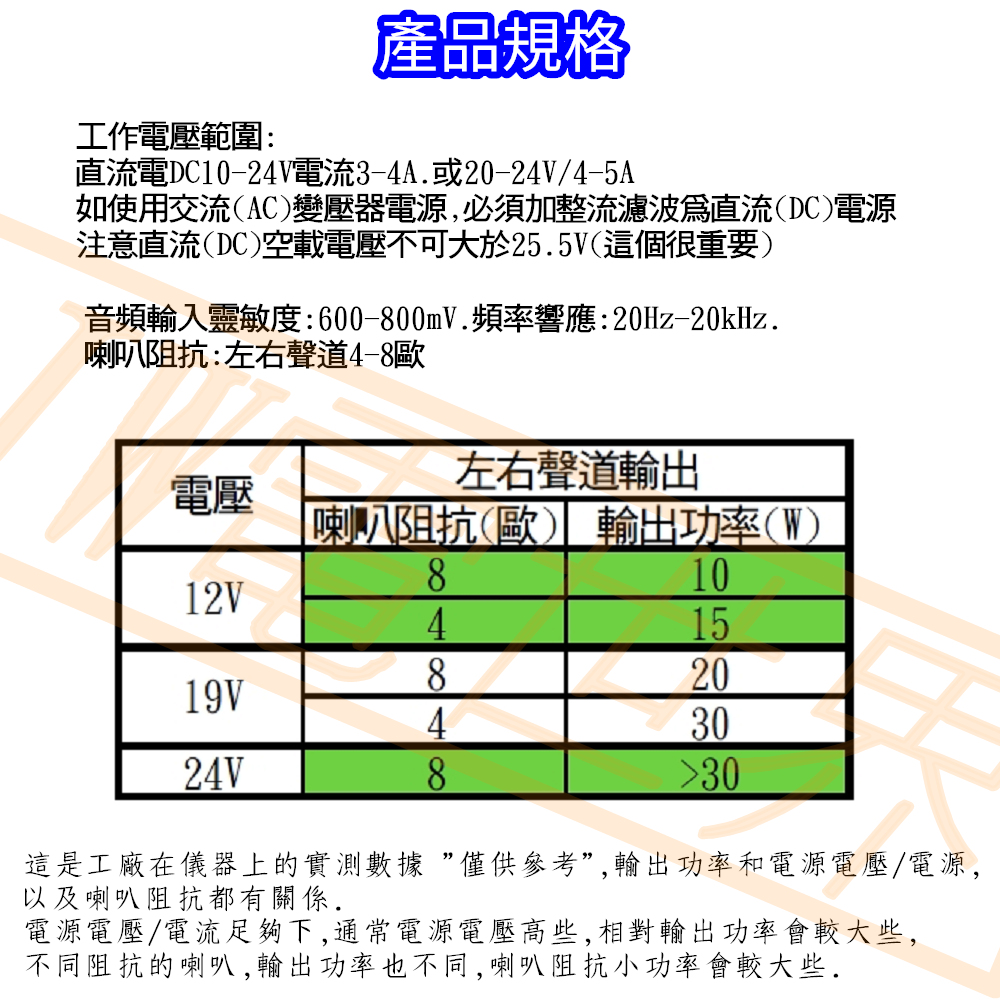 產品規格
工作電壓範圍:
直流電DC10-24V電流3-4A.或20-24V/4-5A
如使用交流(AC)變壓器電源,必須加整流濾波爲直流(DC)電源
注意直流(DC)空載電壓不可大於25.5V(這個很重要)
音頻輸入靈敏度:600-800mV.頻率響應:20Hz-20kHz.
喇叭阻抗:左右聲道4-8歐
電壓 左右聲道輸出
喇叭阻抗(歐) 輸出功率(W)
12V 8 10
4 15
19V 8 20
4 30
24V 8 >30
這是工廠在儀器上的實測數據 "僅供參考",輸出功率和電源電壓/電源,
以及喇叭阻抗都有關係.
電源電壓/電流足夠下,通常電源電壓高些,相對輸出功率會較大些,
不同阻抗的喇叭,輸出功率也不同,喇叭阻抗小功率會較大些.